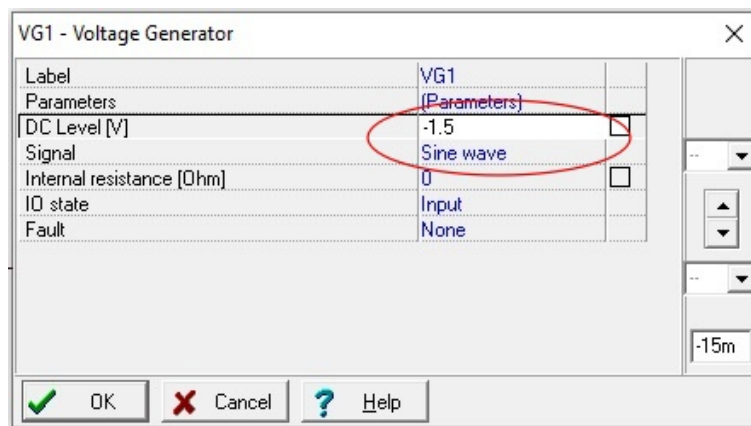 VG1 - Voltage Generator
Label VG1
Parameters (Parameters)
DC Level [V] -1.5
Signal Sine wave
Internal resistance [Ohm] 0
IO state Input
Fault None
--
--
-15m
OK Cancel ? Help